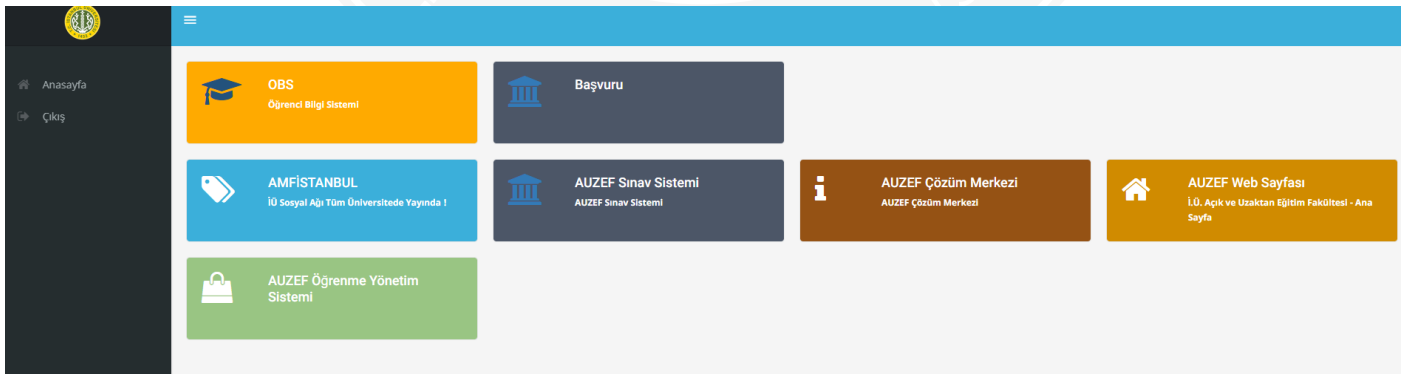 Anasayfa
Çıkış
OBS
Öğrenci Bilgi Sistemi
Başvuru
AMFİSTANBUL
İÜ Sosyal Ağı Tüm Üniversitede Yayında !
AUZEF Sınav Sistemi
AUZEF Sınav Sistemi
AUZEF Çözüm Merkezi
AUZEF Çözüm Merkezi
AUZEF Web Sayfası
İ.Ü. Açık ve Uzaktan Eğitim Fakültesi - Ana
Sayfa
AUZEF Öğrenme Yönetim
Sistemi